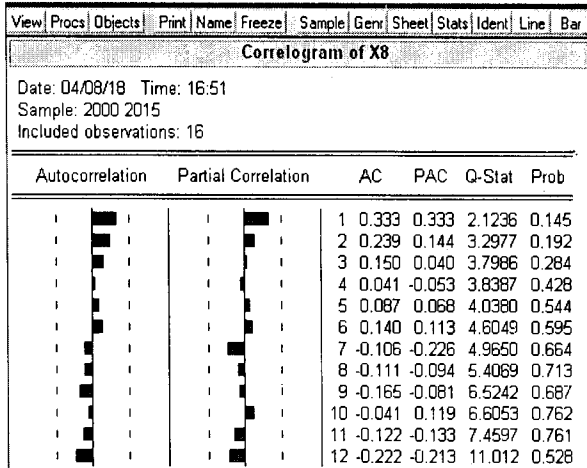 View Procs Objects Print Name Freeze Sample Genr Sheet Stats Ident Line Bar
Correlogram of X8
Date: 04/08/18 Time: 16:51
Sample: 2000 2015
Included observations: 16
Autocorrelation Partial Correlation AC PAC Q-Stat Prob
1 0.333 0.333 2.1236 0.145
2 0.239 0.144 3.2977 0.192
3 0.150 0.040 3.7986 0.284
4 0.041 -0.053 3.8387 0.428
5 0.087 0.068 4.0380 0.544
6 0.140 0.113 4.6049 0.595
7 -0.106 -0.226 4.9650 0.664
8 -0.111 -0.094 5.4069 0.713
9 -0.165 -0.081 6.5242 0.687
10 -0.041 0.119 6.6053 0.762
11 -0.122 -0.133 7.4597 0.761
12 -0.222 -0.213 11.012 0.528